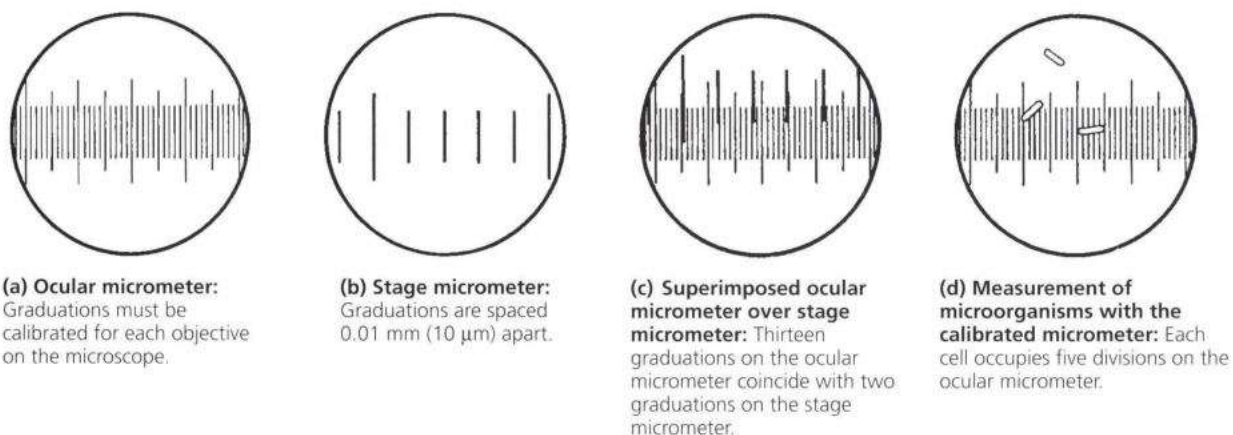 (a) Ocular micrometer:
Graduations must be
calibrated for each objective
on the microscope.
(b) Stage micrometer:
Graduations are spaced
0.01 mm (10 μm) apart.
(c) Superimposed ocular
micrometer over stage
micrometer: Thirteen
graduations on the ocular
micrometer coincide with two
graduations on the stage
micrometer.
(d) Measurement of
microorganisms with the
calibrated micrometer: Each
cell occupies five divisions on the
ocular micrometer.